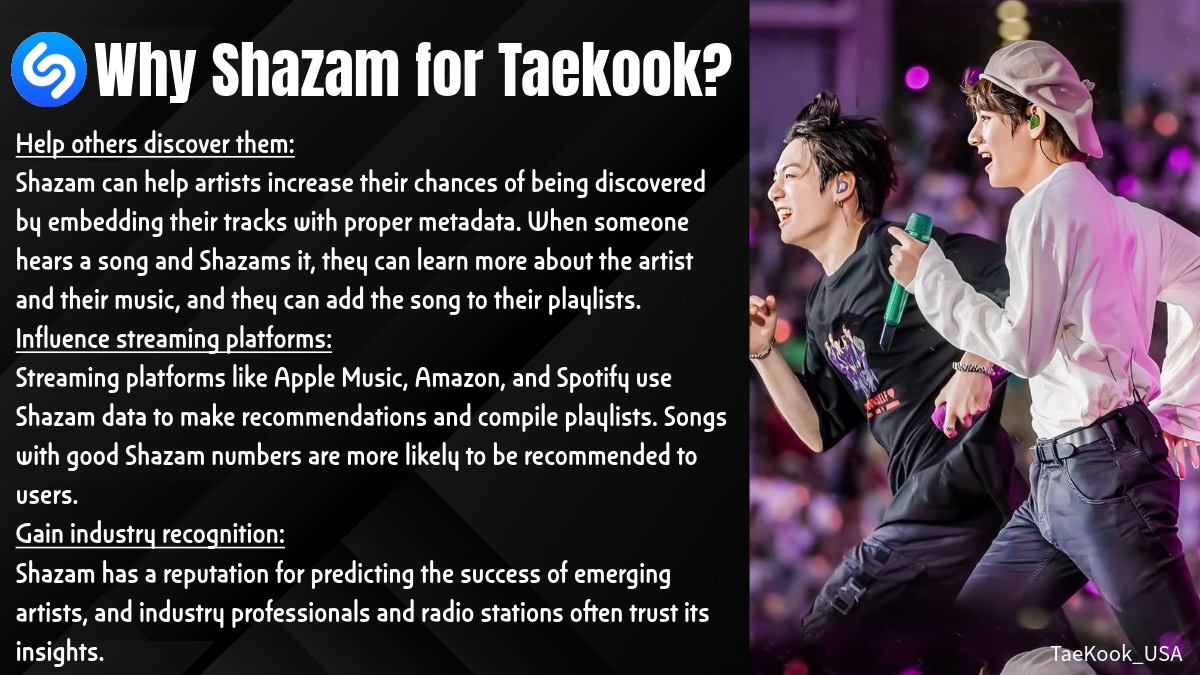 Why Shazam for Taekook?
Help others discover them:
Shazam can help artists increase their chances of being discovered
by embedding their tracks with proper metadata. When someone
hears a song and Shazams it, they can learn more about the artist
and their music, and they can add the song to their playlists.
Influence streaming platforms:
Streaming platforms like Apple Music, Amazon, and Spotify use
Shazam data to make recommendations and compile playlists. Songs
with good Shazam numbers are more likely to be recommended to
users.
Gain industry recognition:
Shazam has a reputation for predicting the success of emerging
artists, and industry professionals and radio stations often trust its
insights.
TaeKook_USA